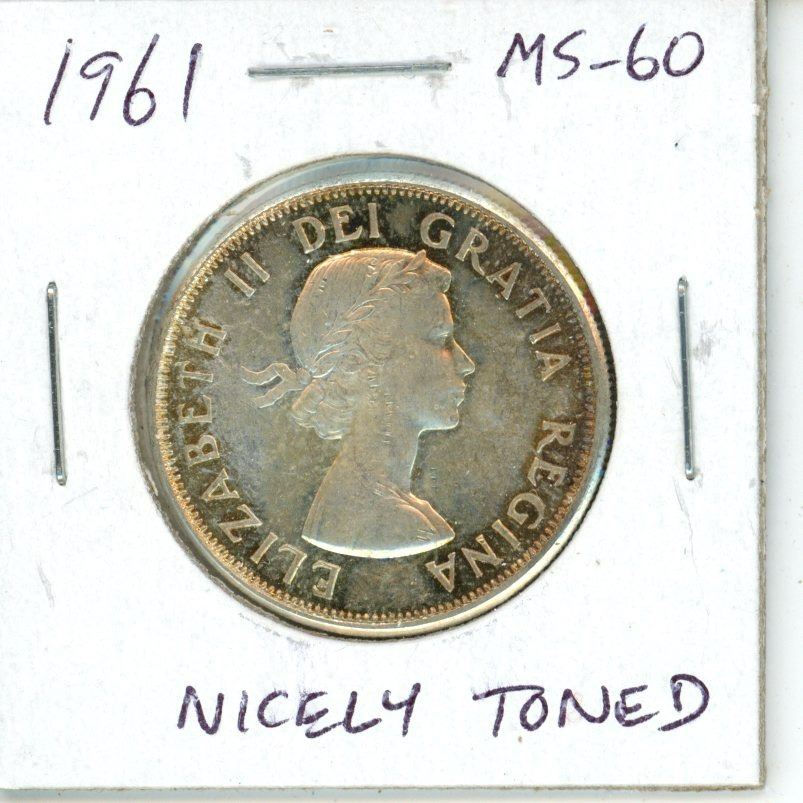 1961 MS-60
ELIZABETH II DEI GRATIA REGINA
NICELY TONED